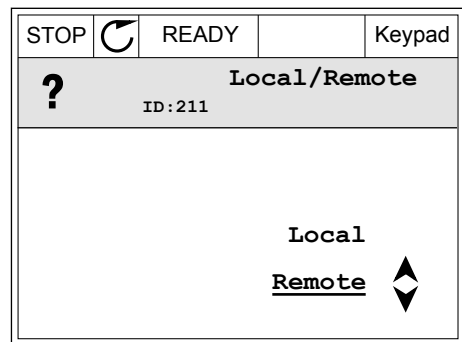 STOP READY Keypad
? Local/Remote
ID:211
Local
Remote